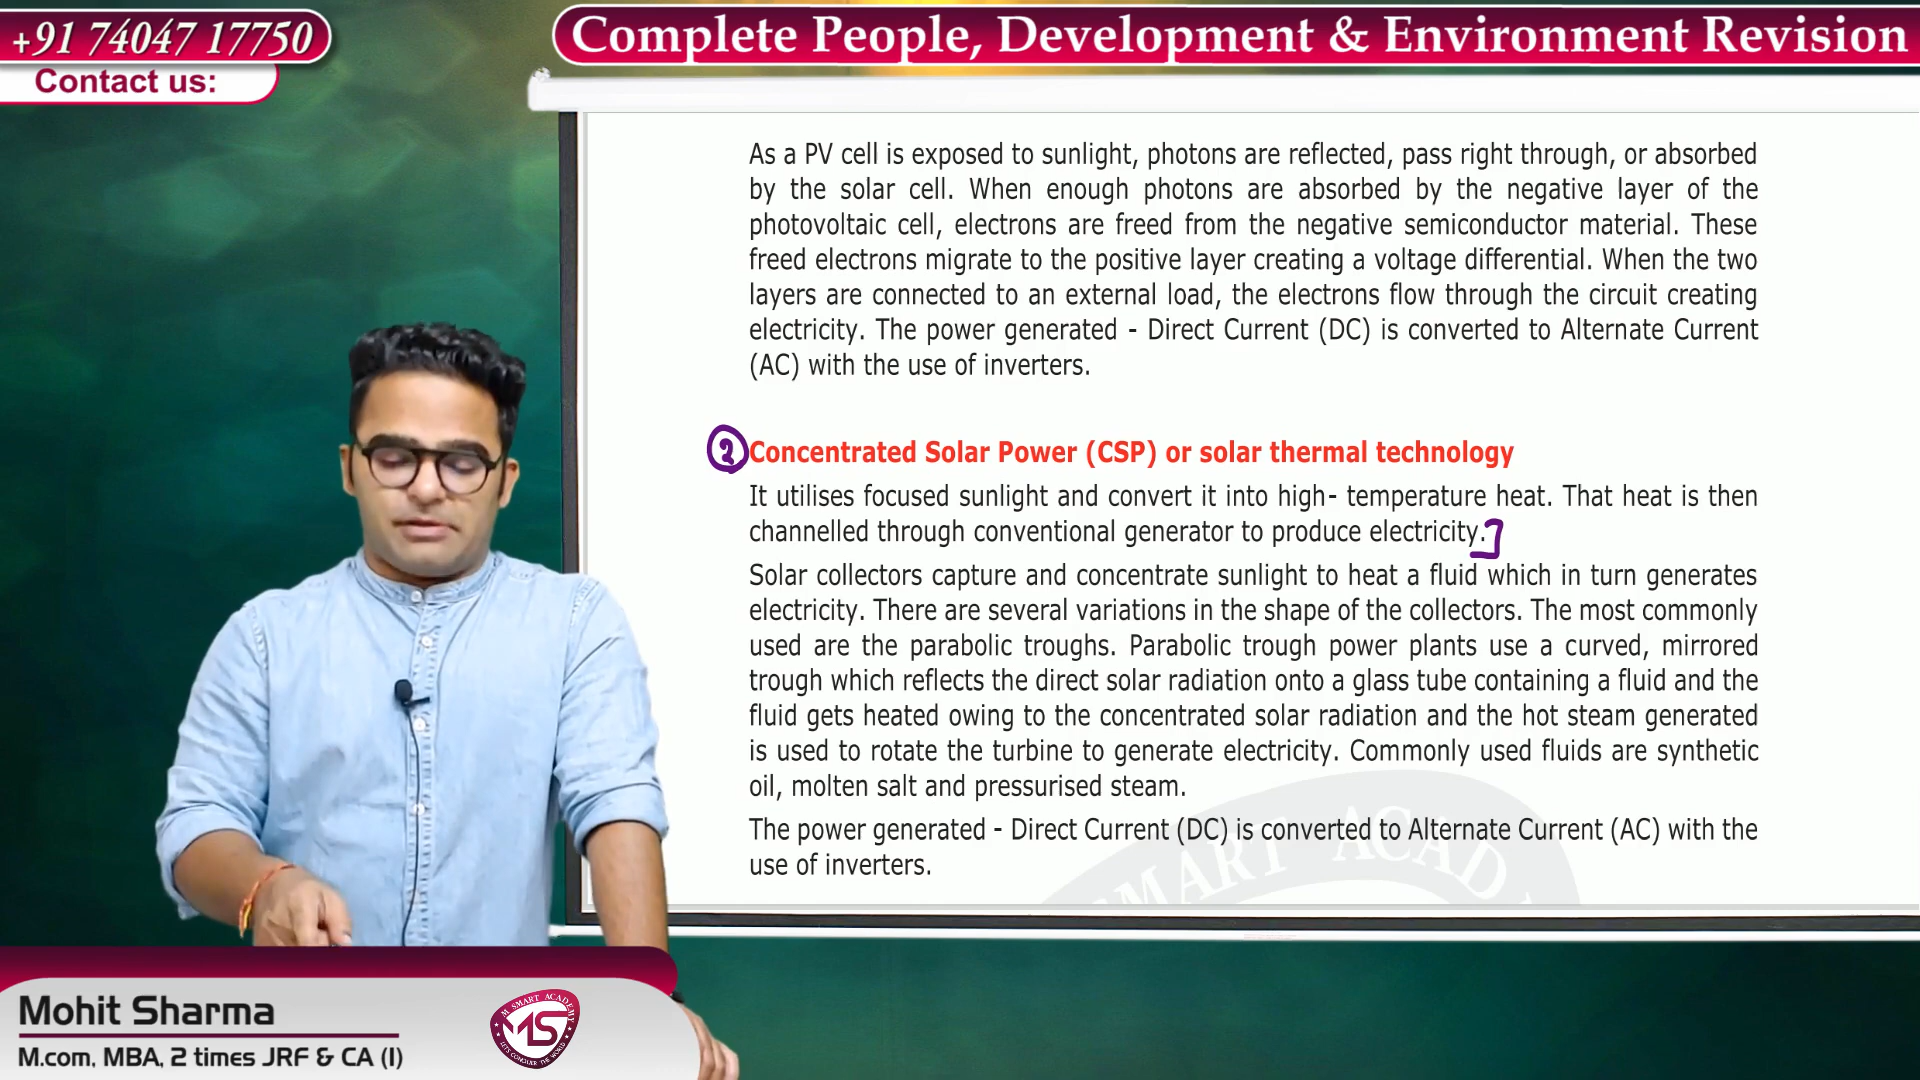 +91 74047 17750
Contact us:
Complete People, Development & Environment Revision
As a PV cell is exposed to sunlight, photons are reflected, pass right through, or absorbed
by the solar cell. When enough photons are absorbed by the negative layer of the
photovoltaic cell, electrons are freed from the negative semiconductor material. These
freed electrons migrate to the positive layer creating a voltage differential. When the two
layers are connected to an external load, the electrons flow through the circuit creating
electricity. The power generated - Direct Current (DC) is converted to Alternate Current
(AC) with the use of inverters.
2 Concentrated Solar Power (CSP) or solar thermal technology
It utilises focused sunlight and convert it into high- temperature heat. That heat is then
channelled through conventional generator to produce electricity.
Solar collectors capture and concentrate sunlight to heat a fluid which in turn generates
electricity. There are several variations in the shape of the collectors. The most commonly
used are the parabolic troughs. Parabolic trough power plants use a curved, mirrored
trough which reflects the direct solar radiation onto a glass tube containing a fluid and the
fluid gets heated owing to the concentrated solar radiation and the hot steam generated
is used to rotate the turbine to generate electricity. Commonly used fluids are synthetic
oil, molten salt and pressurised steam.
The power generated - Direct Current (DC) is converted to Alternate Current (AC) with the
use of inverters.
SMART ACADE
Mohit Sharma
M.com, MBA, 2 times JRF & CA (I)
M SMART ACADEMY
MS
LETS CONQUER THE WORLD